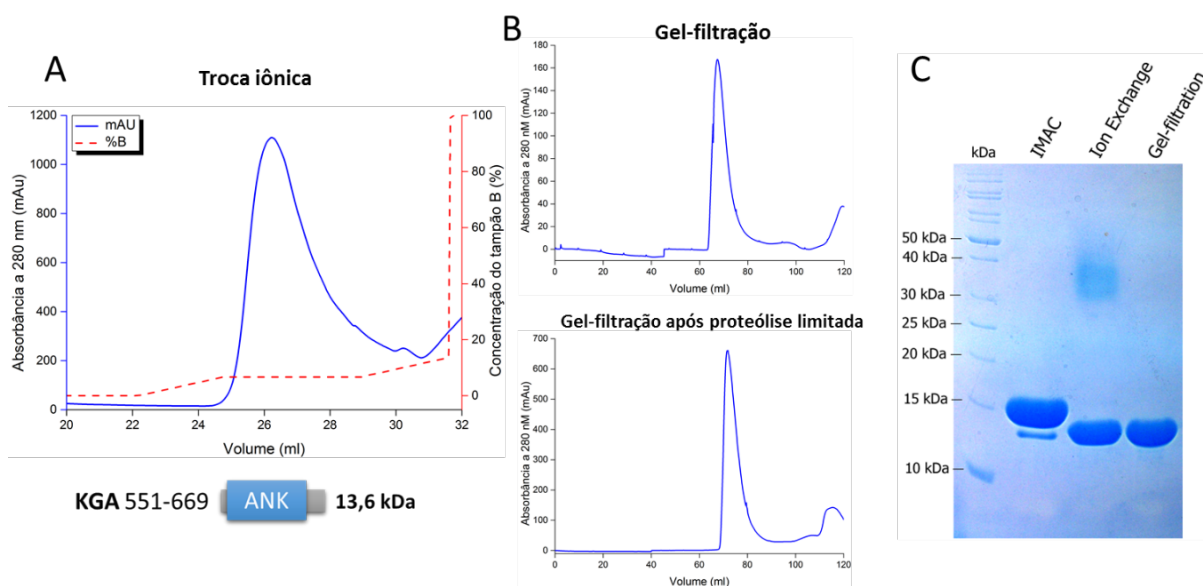 A
Troca iônica
mAU
%B
Absorbância a 280 nm (mAu)
1200
1000
800
600
400
200
0
Concentração do tampão B (%)
100
80
60
40
20
0
20 22 24 26 28 30 32
Volume (ml)
KGA 551-669 ANK 13,6 kDa
B
Gel-filtração
Absorbância a 280 nM (mAu)
180
160
140
120
100
80
60
40
20
0
0 20 40 60 80 100 120
Volume (ml)
Gel-filtração após proteólise limitada
Absorbância a 280 nM (mAu)
700
600
500
400
300
200
100
0
0 20 40 60 80 100 120
Volume (ml)
C
kDa
IMAC
Ion Exchange
Gel-filtration
50 kDa
40 kDa
30 kDa
25 kDa
20 kDa
15 kDa
10 kDa